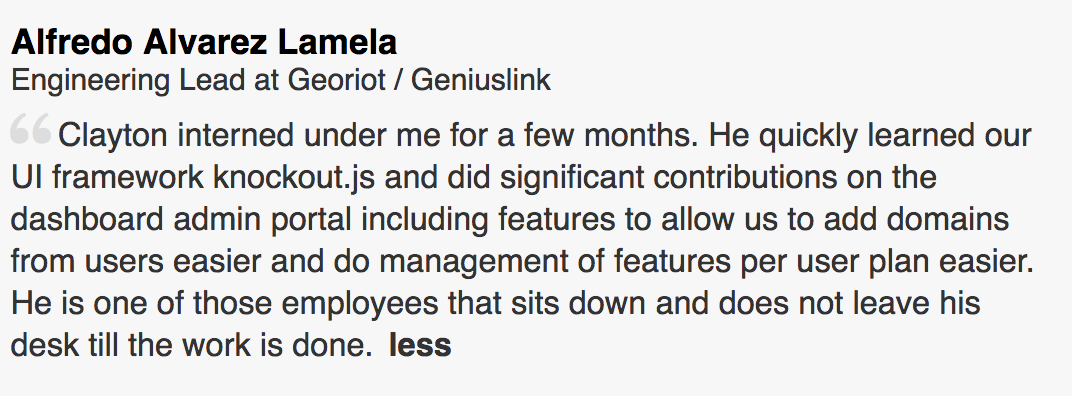 Alfredo Alvarez Lamela
Engineering Lead at Georiot / Geniuslink
“ Clayton interned under me for a few months. He quickly learned our
UI framework knockout.js and did significant contributions on the
dashboard admin portal including features to allow us to add domains
from users easier and do management of features per user plan easier.
He is one of those employees that sits down and does not leave his
desk till the work is done. less